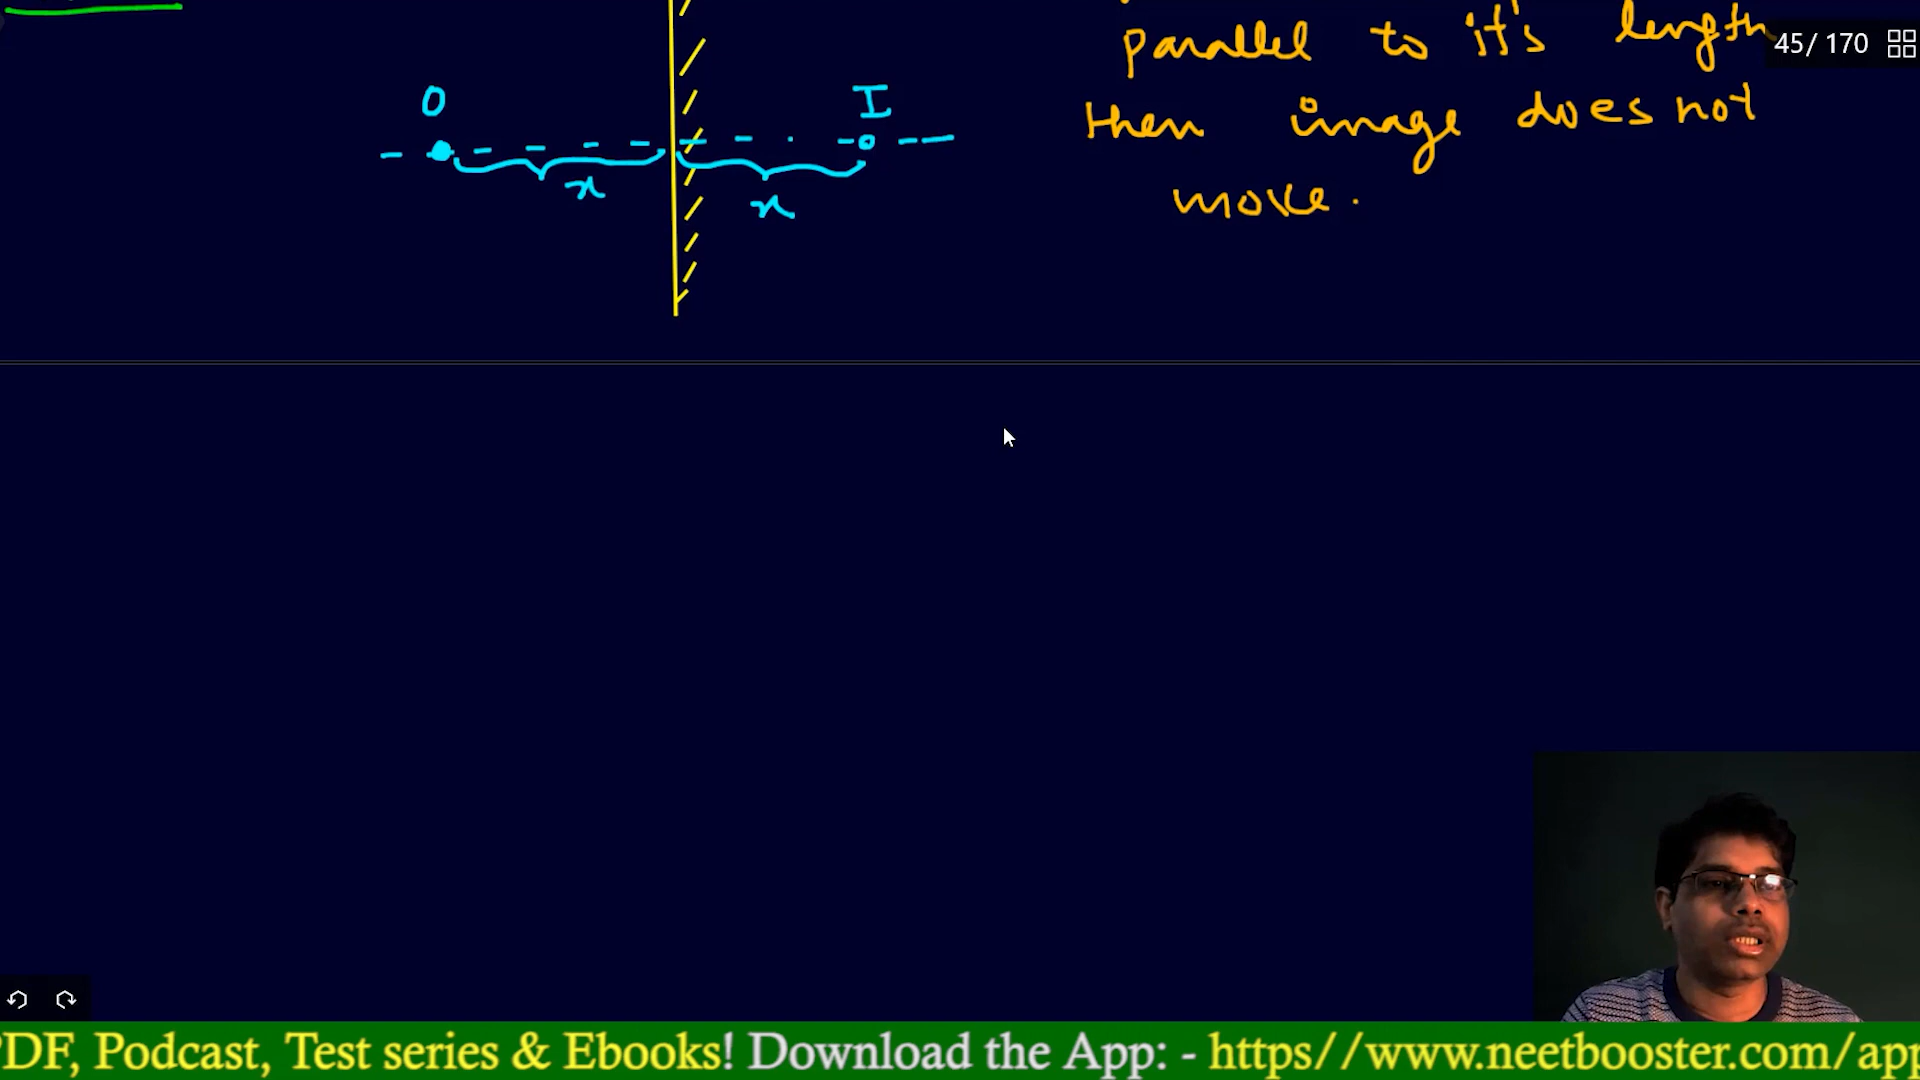 parallel to it's length
45/ 170
O
I
then image does not
x
x
move.
PDF, Podcast, Test series & Ebooks! Download the App: - https//www.neetbooster.com/app